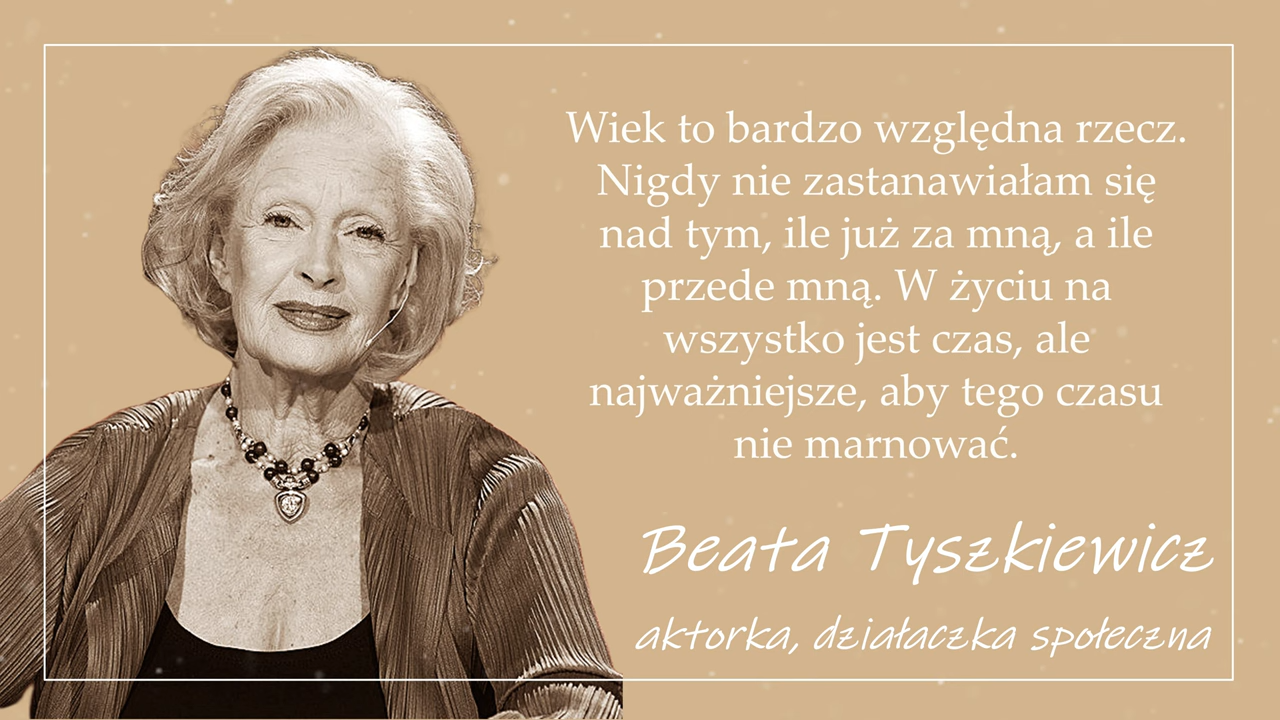 Wiek to bardzo względna rzecz.
Nigdy nie zastanawiałam się
nad tym, ile już za mną, a ile
przede mną. W życiu na
wszystko jest czas, ale
najważniejsze, aby tego czasu
nie marnować.
Beata Tyszkiewicz
aktorka, działaczka społeczna